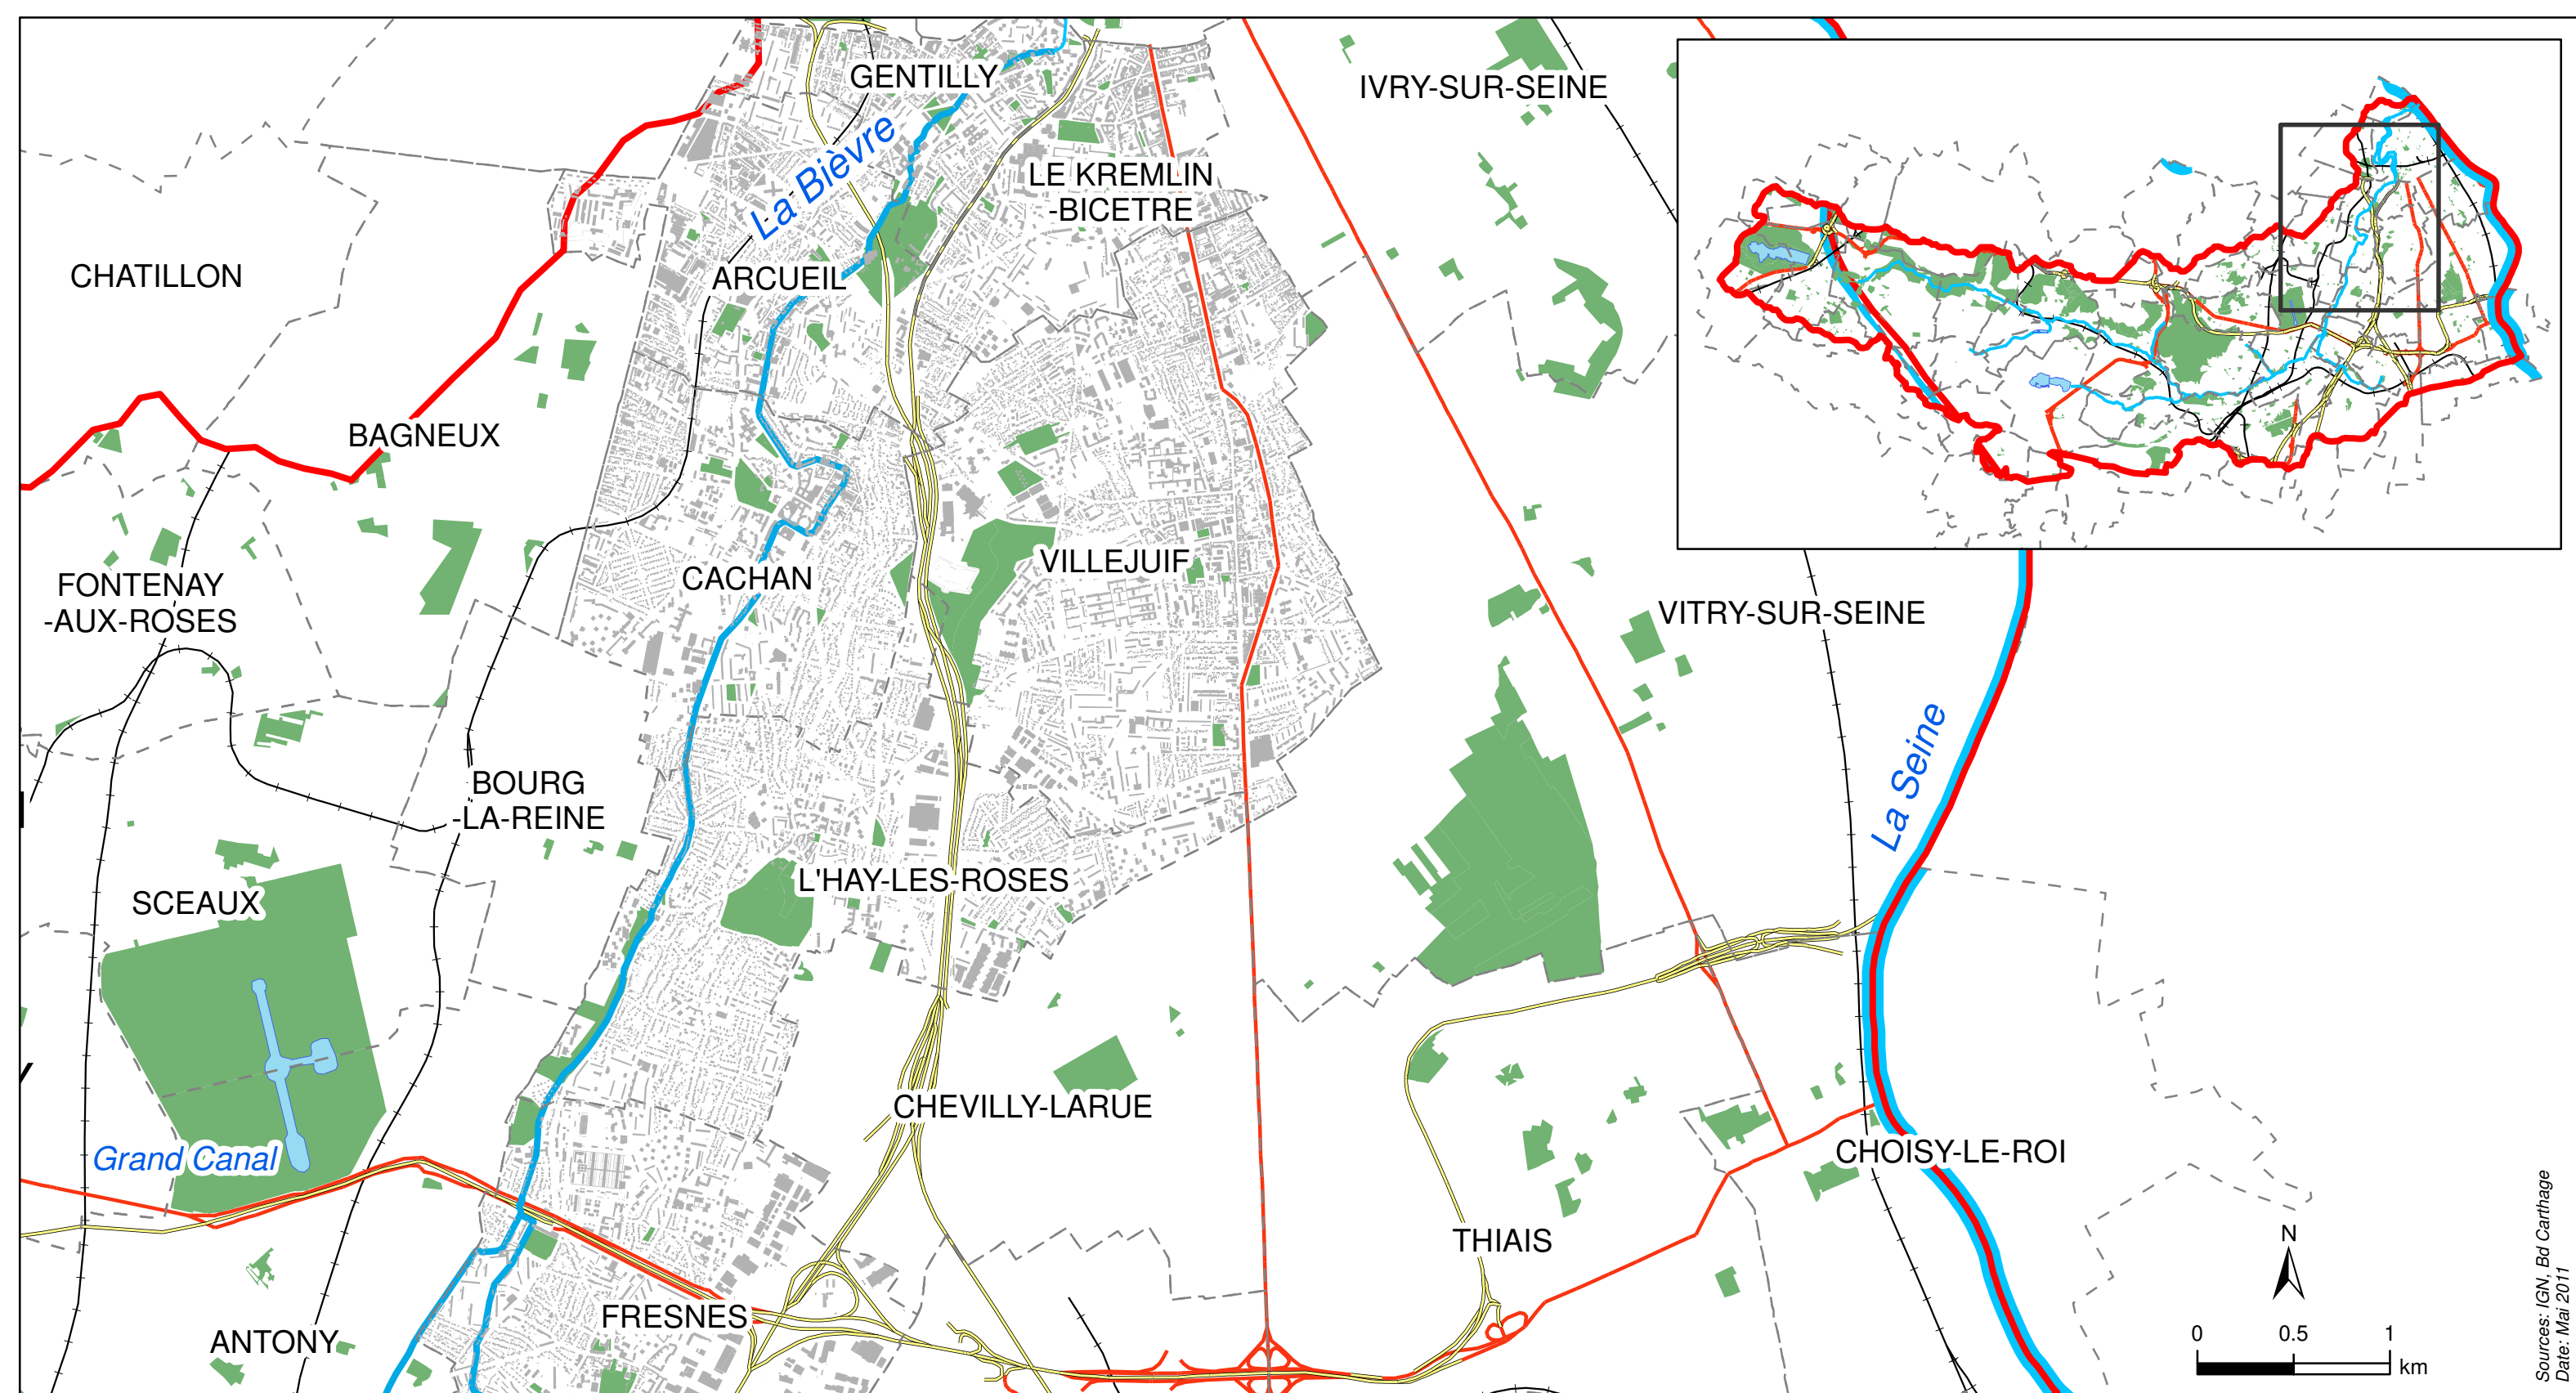 GENTILLY
IVRY-SUR-SEINE
La Bièvre
LE KREMLIN
-BICETRE
CHATILLON
ARCUEIL
BAGNEUX
VILLEJUIF
CACHAN
FONTENAY
-AUX-ROSES
VITRY-SUR-SEINE
La Seine
BOURG
-LA-REINE
L'HAY-LES-ROSES
SCEAUX
CHEVILLY-LARUE
Grand Canal
CHOISY-LE-ROI
THIAIS
FRESNES
ANTONY
N
0 0.5 1
km
Sources: IGN, Bd Carthage
Date: Mai 2011